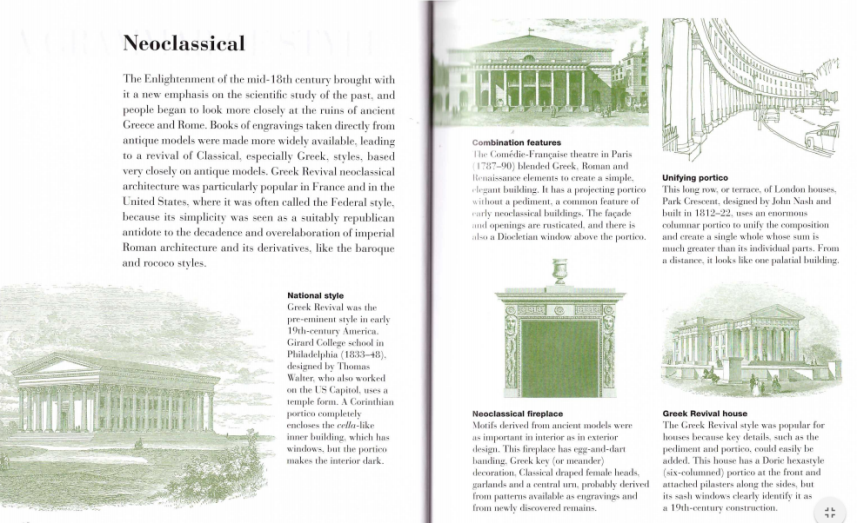 Neoclassical
The Enlightenment of the mid-18th century brought with
it a new emphasis on the scientific study of the past, and
people began to look more closely at the ruins of ancient
Greece and Rome. Books of engravings taken directly from
antique models were made more widely available, leading
to a revival of Classical, especially Greek, styles, based
very closely on antique models. Greek Revival neoclassical
architecture was particularly popular in France and in the
United States, where it was often called the Federal style,
because its simplicity was seen as a suitably republican
antidote to the decadence and overelaboration of imperial
Roman architecture and its derivatives, like the baroque
and rococo styles.
National style
Greek Revival was the
pre-eminent style in early
19th-century America.
Girard College school in
Philadelphia (1833–48),
designed by Thomas
Walter, who also worked
on the US Capitol, uses a
temple form. A Corinthian
portico completely
encloses the cella-like
inner building, which has
windows, but the portico
makes the interior dark.
Combination features
The Comédie-Française theatre in Paris
(1787–90) blended Greek, Roman and
Renaissance elements to create a simple,
elegant building. It has a projecting portico
without a pediment, a common feature of
early neoclassical buildings. The façade
and openings are rusticated, and there is
also a Diocletian window above the portico.
Unifying portico
This long row, or terrace, of London houses,
Park Crescent, designed by John Nash and
built in 1812–22, uses an enormous
columnar portico to unify the composition
and create a single whole whose sum is
much greater than its individual parts. From
a distance, it looks like one palatial building.
Neoclassical fireplace
Motifs derived from ancient models were
as important in interior as in exterior
design. This fireplace has egg-and-dart
banding, Greek key (or meander)
decoration, Classical draped female heads,
garlands and a central urn, probably derived
from patterns available as engravings and
from newly discovered remains.
Greek Revival house
The Greek Revival style was popular for
houses because key details, such as the
pediment and portico, could easily be
added. This house has a Doric hexastyle
(six-columned) portico at the front and
attached pilasters along the sides, but
its sash windows clearly identify it as
a 19th-century construction.